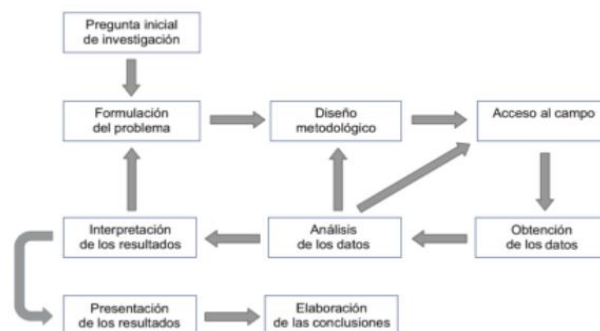 Pregunta inicial
de investigación
Formulación
del problema
Diseño
metodológico
Acceso al campo
Interpretación
de los resultados
Análisis
de los datos
Obtención
de los datos
Presentación
de los resultados
Elaboración
de las conclusiones